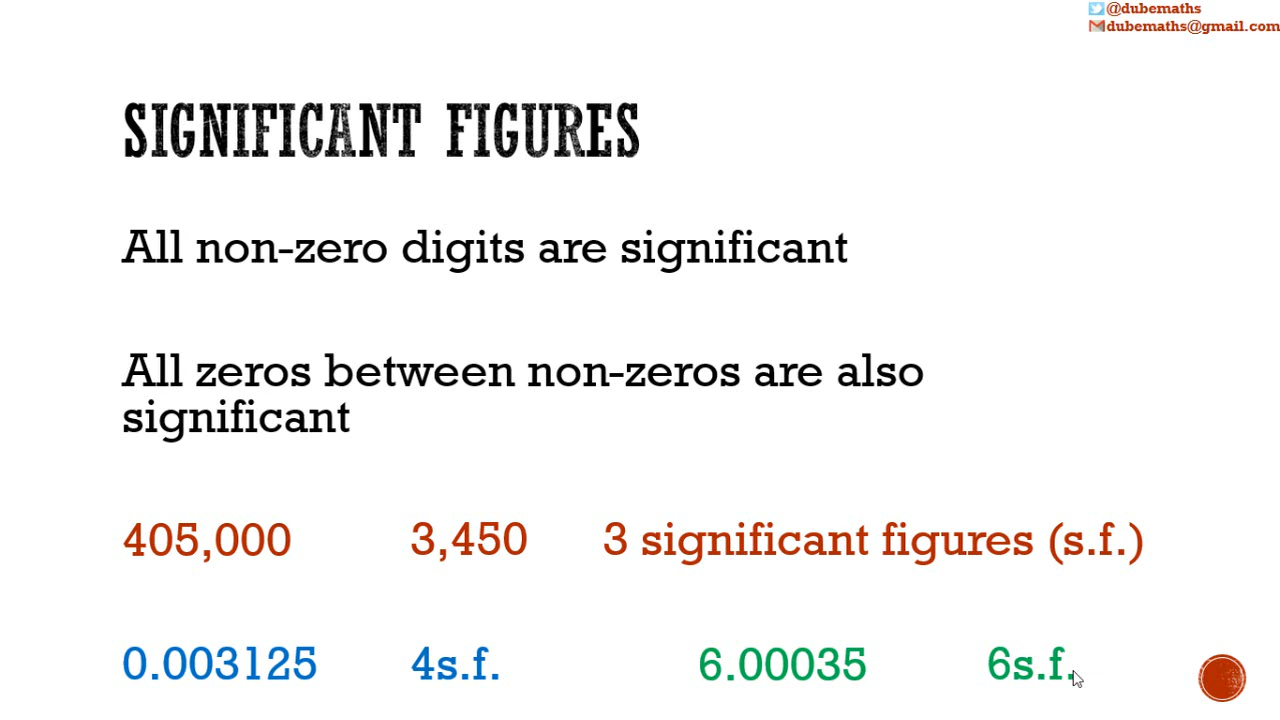 @dubemaths
dubemaths@gmail.com
SIGNIFICANT FIGURES
All non-zero digits are significant
All zeros between non-zeros are also
significant
405,000 3,450 3 significant figures (s.f.)
0.003125 4s.f. 6.00035 6s.f.